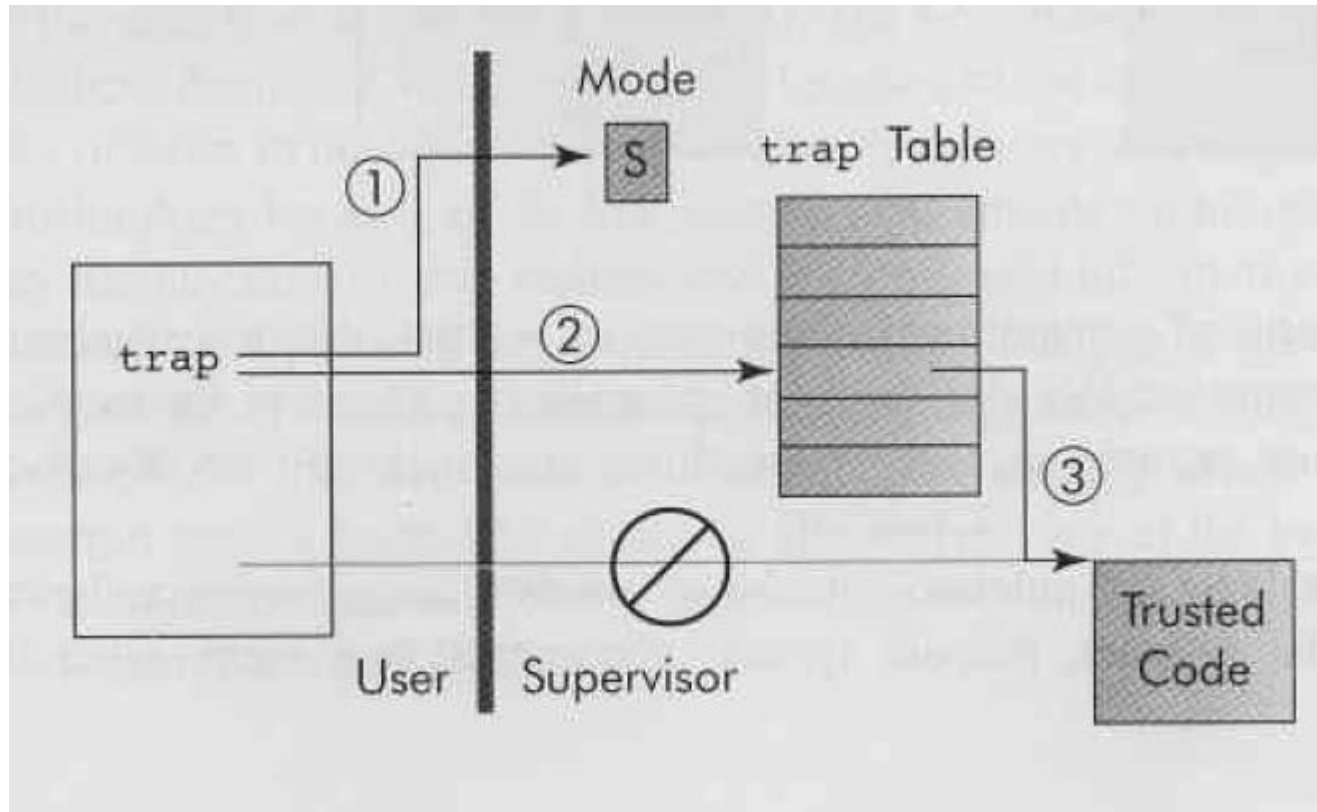 Mode
S
trap Table
1
2
trap
3
User
Supervisor
Trusted
Code